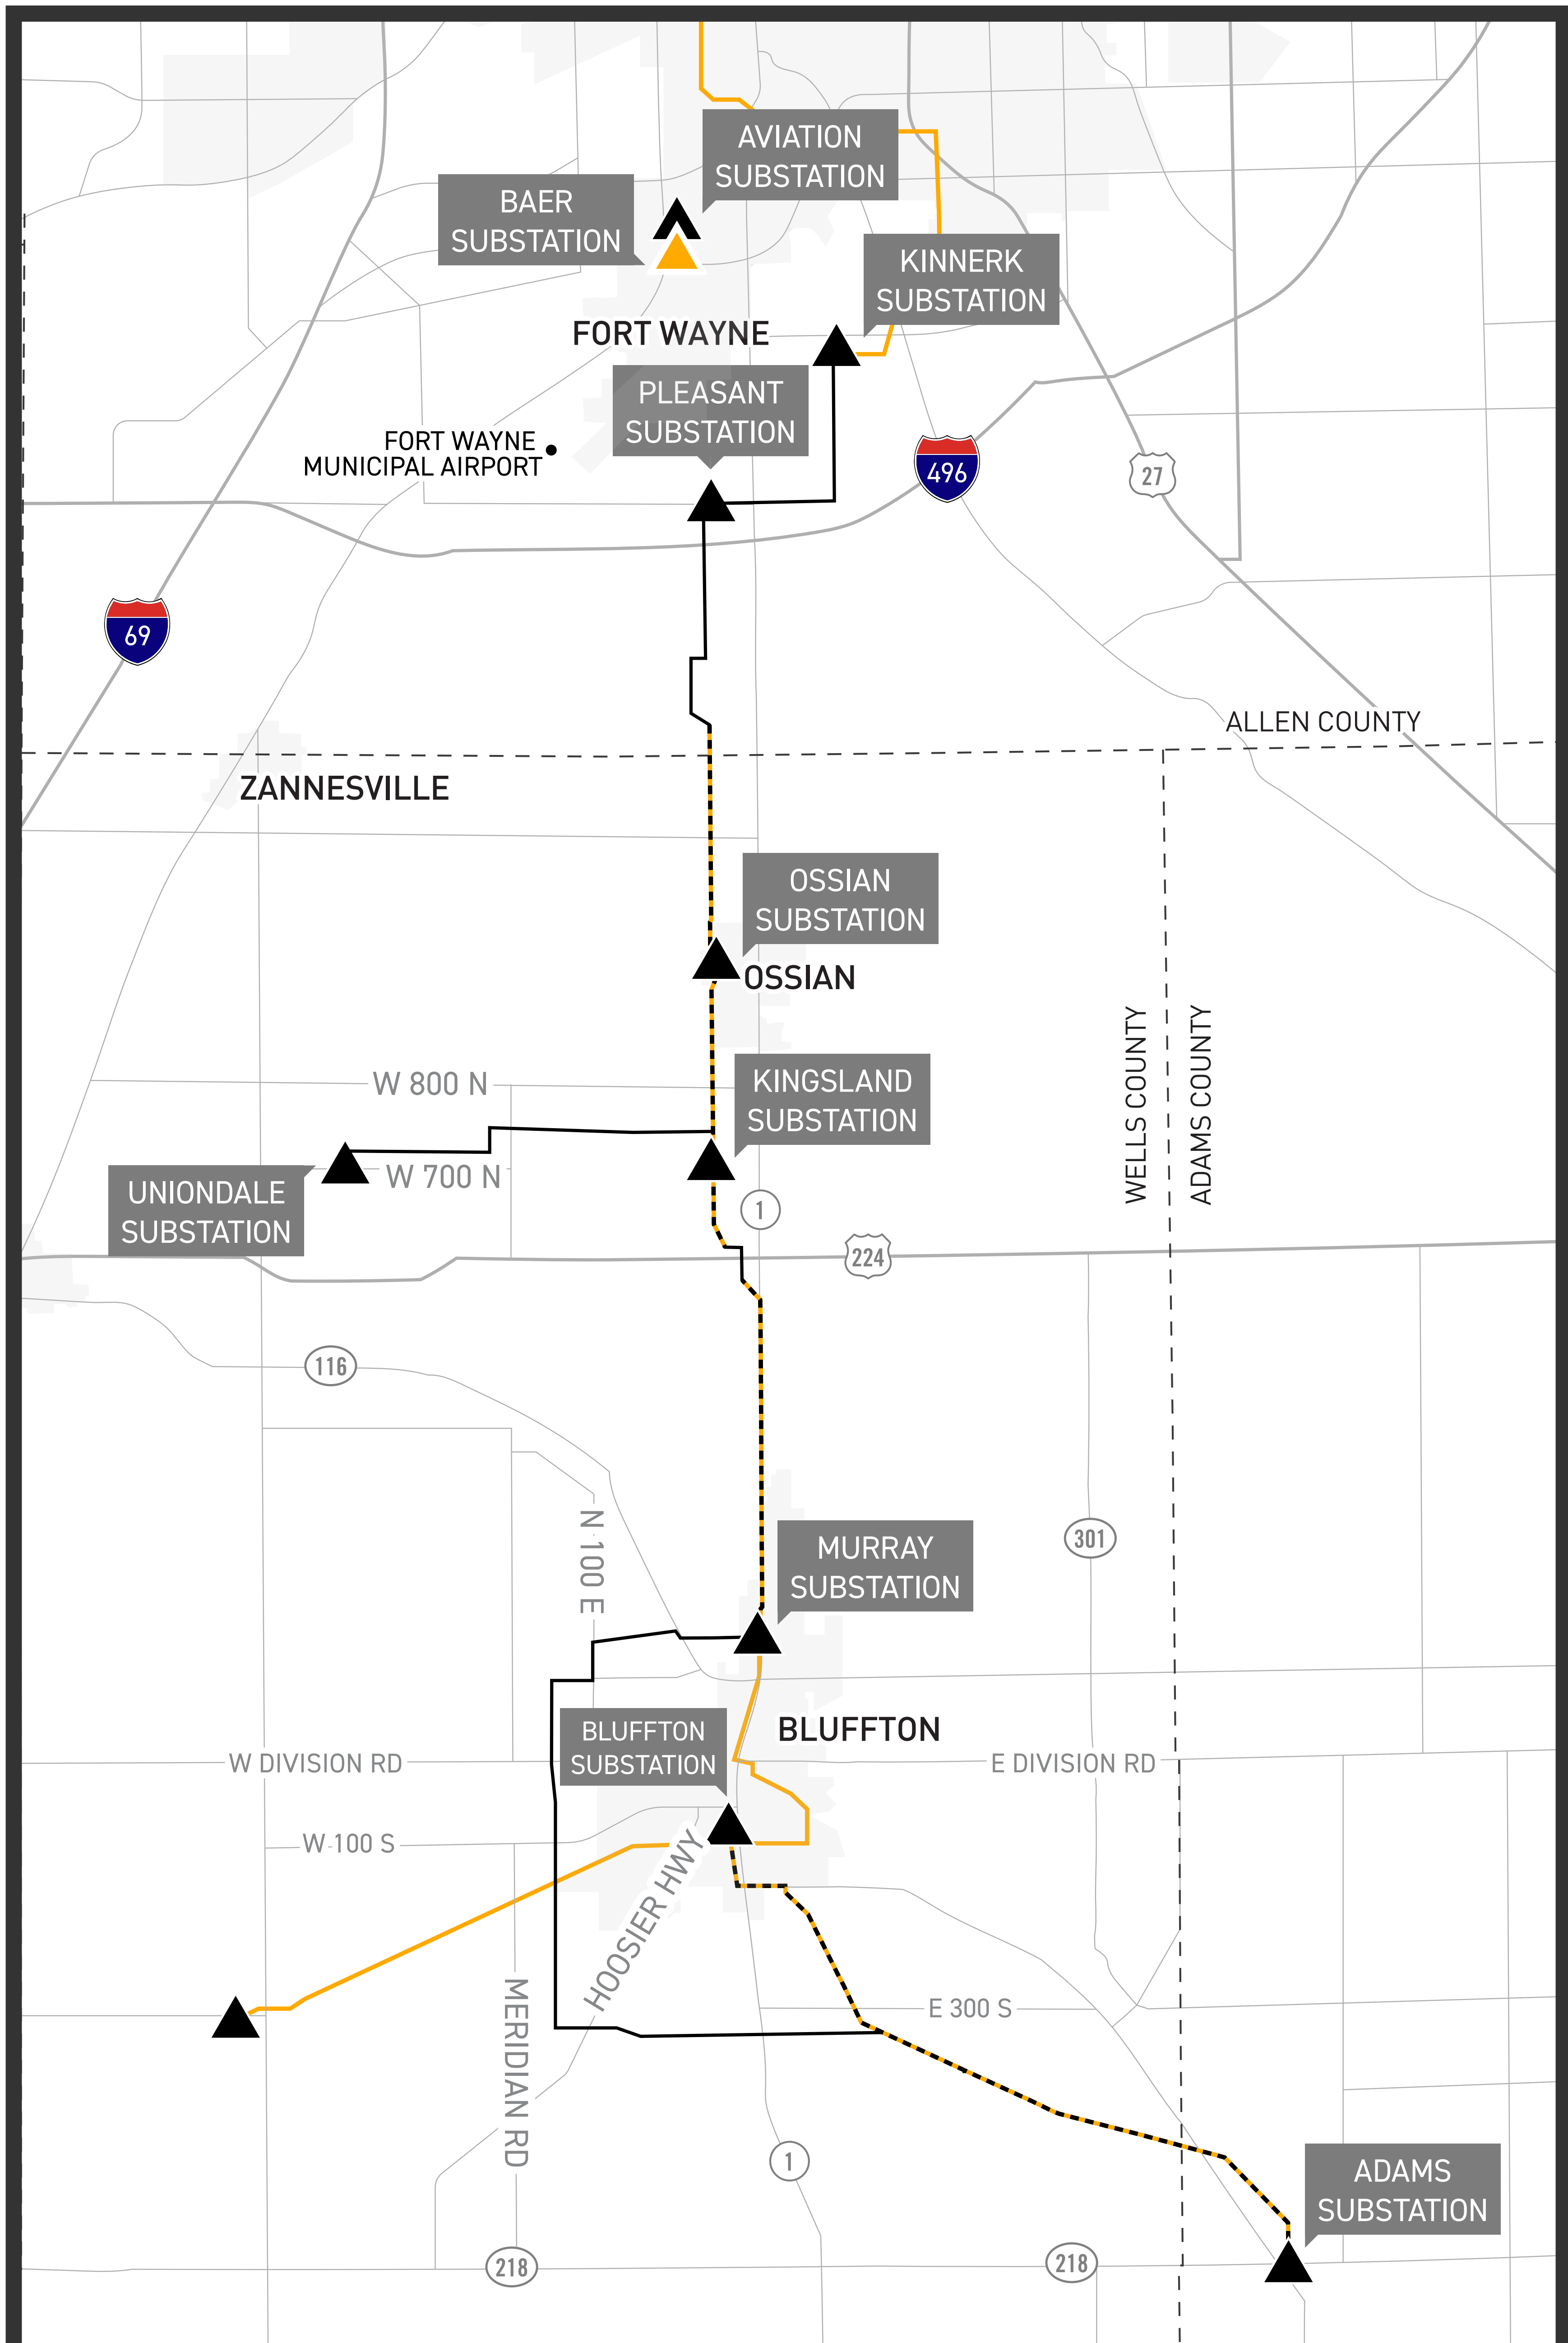 AVIATION
SUBSTATION
BAER
SUBSTATION
KINNERK
SUBSTATION
FORT WAYNE
PLEASANT
SUBSTATION
FORT WAYNE
MUNICIPAL AIRPORT
496
27
69
ALLEN COUNTY
ZANNESVILLE
OSSIAN
SUBSTATION
OSSIAN
WELLS COUNTY
ADAMS COUNTY
W 800 N
KINGSLAND
SUBSTATION
W 700 N
UNIONDALE
SUBSTATION
1
224
116
N 100 E
MURRAY
SUBSTATION
301
BLUFFTON
SUBSTATION
BLUFFTON
W DIVISION RD
E DIVISION RD
W 100 S
HOOSIER HWY
MERIDIAN RD
E 300 S
1
ADAMS
SUBSTATION
218
218